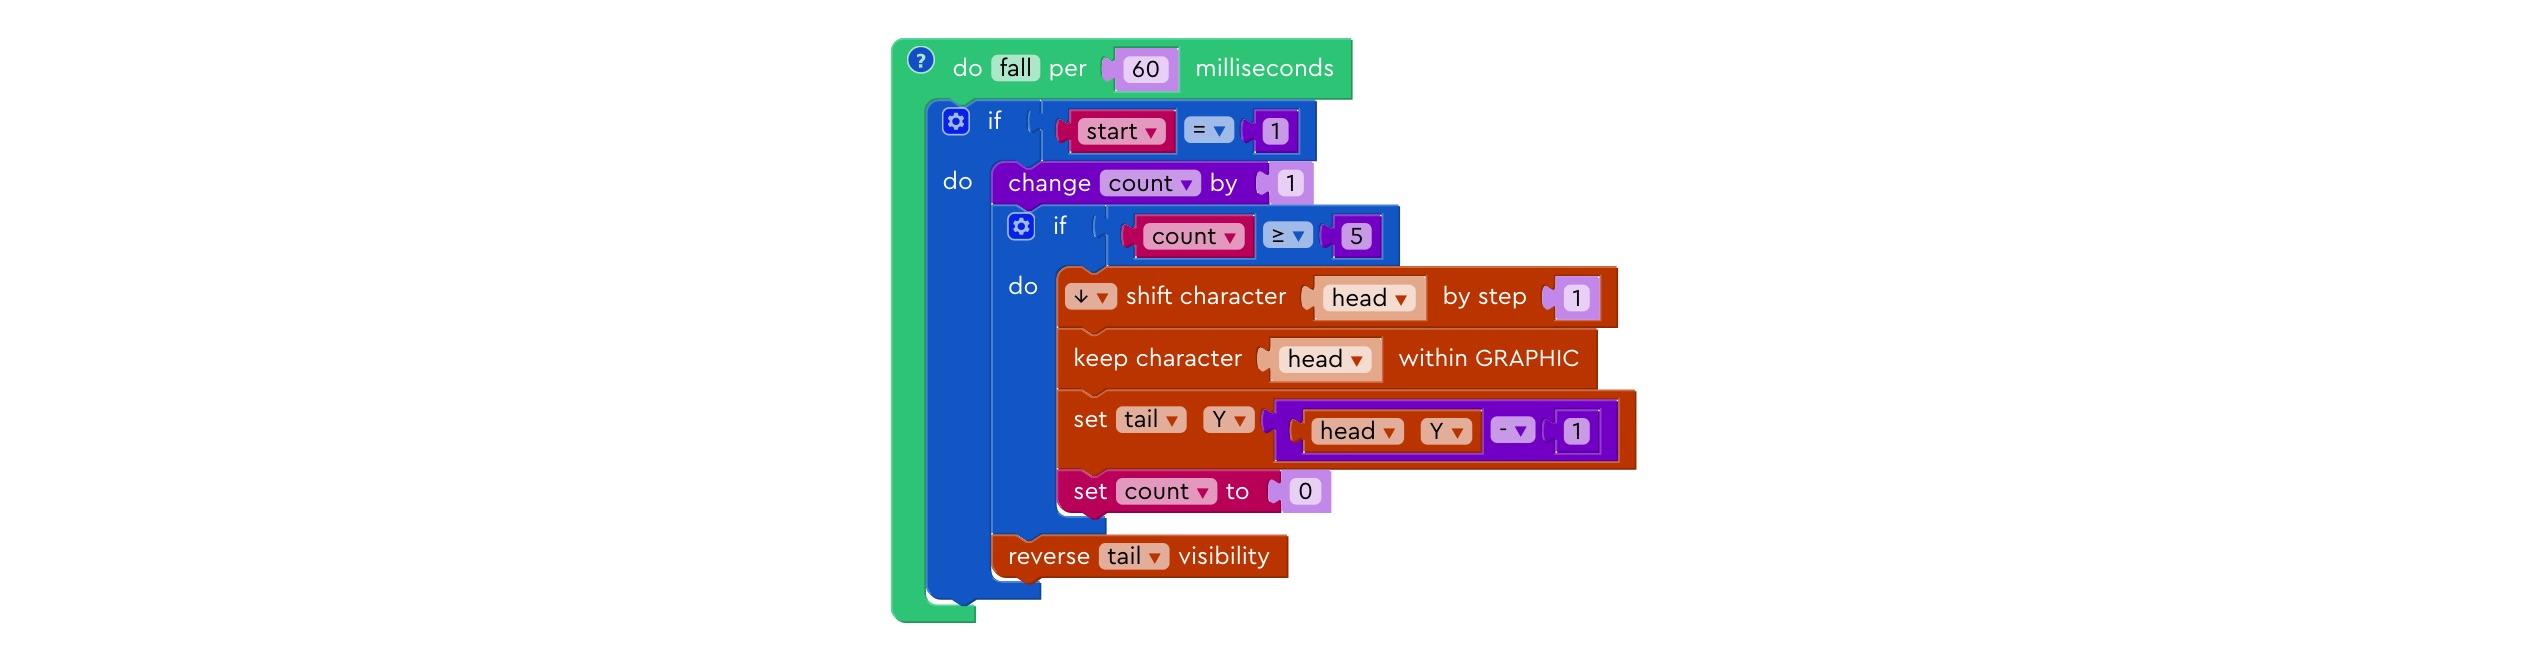 ? do fall per 60 milliseconds
if start ▼ = ▼ 1
do change count ▼ by 1
if count ▼ ≥ ▼ 5
do ↓ ▼ shift character head ▼ by step 1
keep character head ▼ within GRAPHIC
set tail ▼ Y ▼ head ▼ Y ▼ - ▼ 1
set count ▼ to 0
reverse tail ▼ visibility